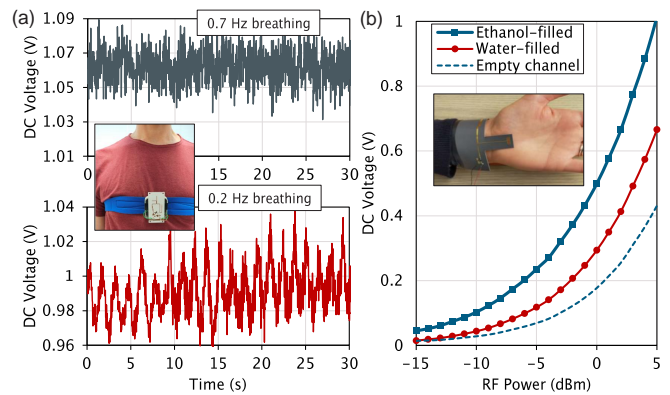 (a)
0.7 Hz breathing
DC Voltage (V)
1.09
1.07
1.05
1.03
1.01
0 5 10 15 20 25 30
0.2 Hz breathing
DC Voltage (V)
1.04
1.02
1
0.98
0.96
0 5 10 15 20 25 30
Time (s)
(b)
Ethanol-filled
Water-filled
Empty channel
DC Voltage (V)
1
0.8
0.6
0.4
0.2
0
−15 −10 −5 0 5
RF Power (dBm)